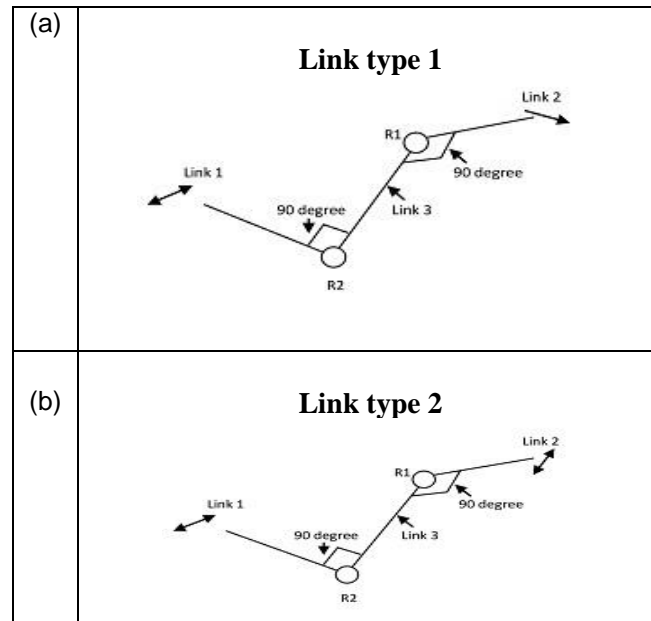 (a)
Link type 1
Link 2
R1
Link 1
90 degree
90 degree
Link 3
R2
(b)
Link type 2
Link 2
R1
Link 1
90 degree
90 degree
Link 3
R2